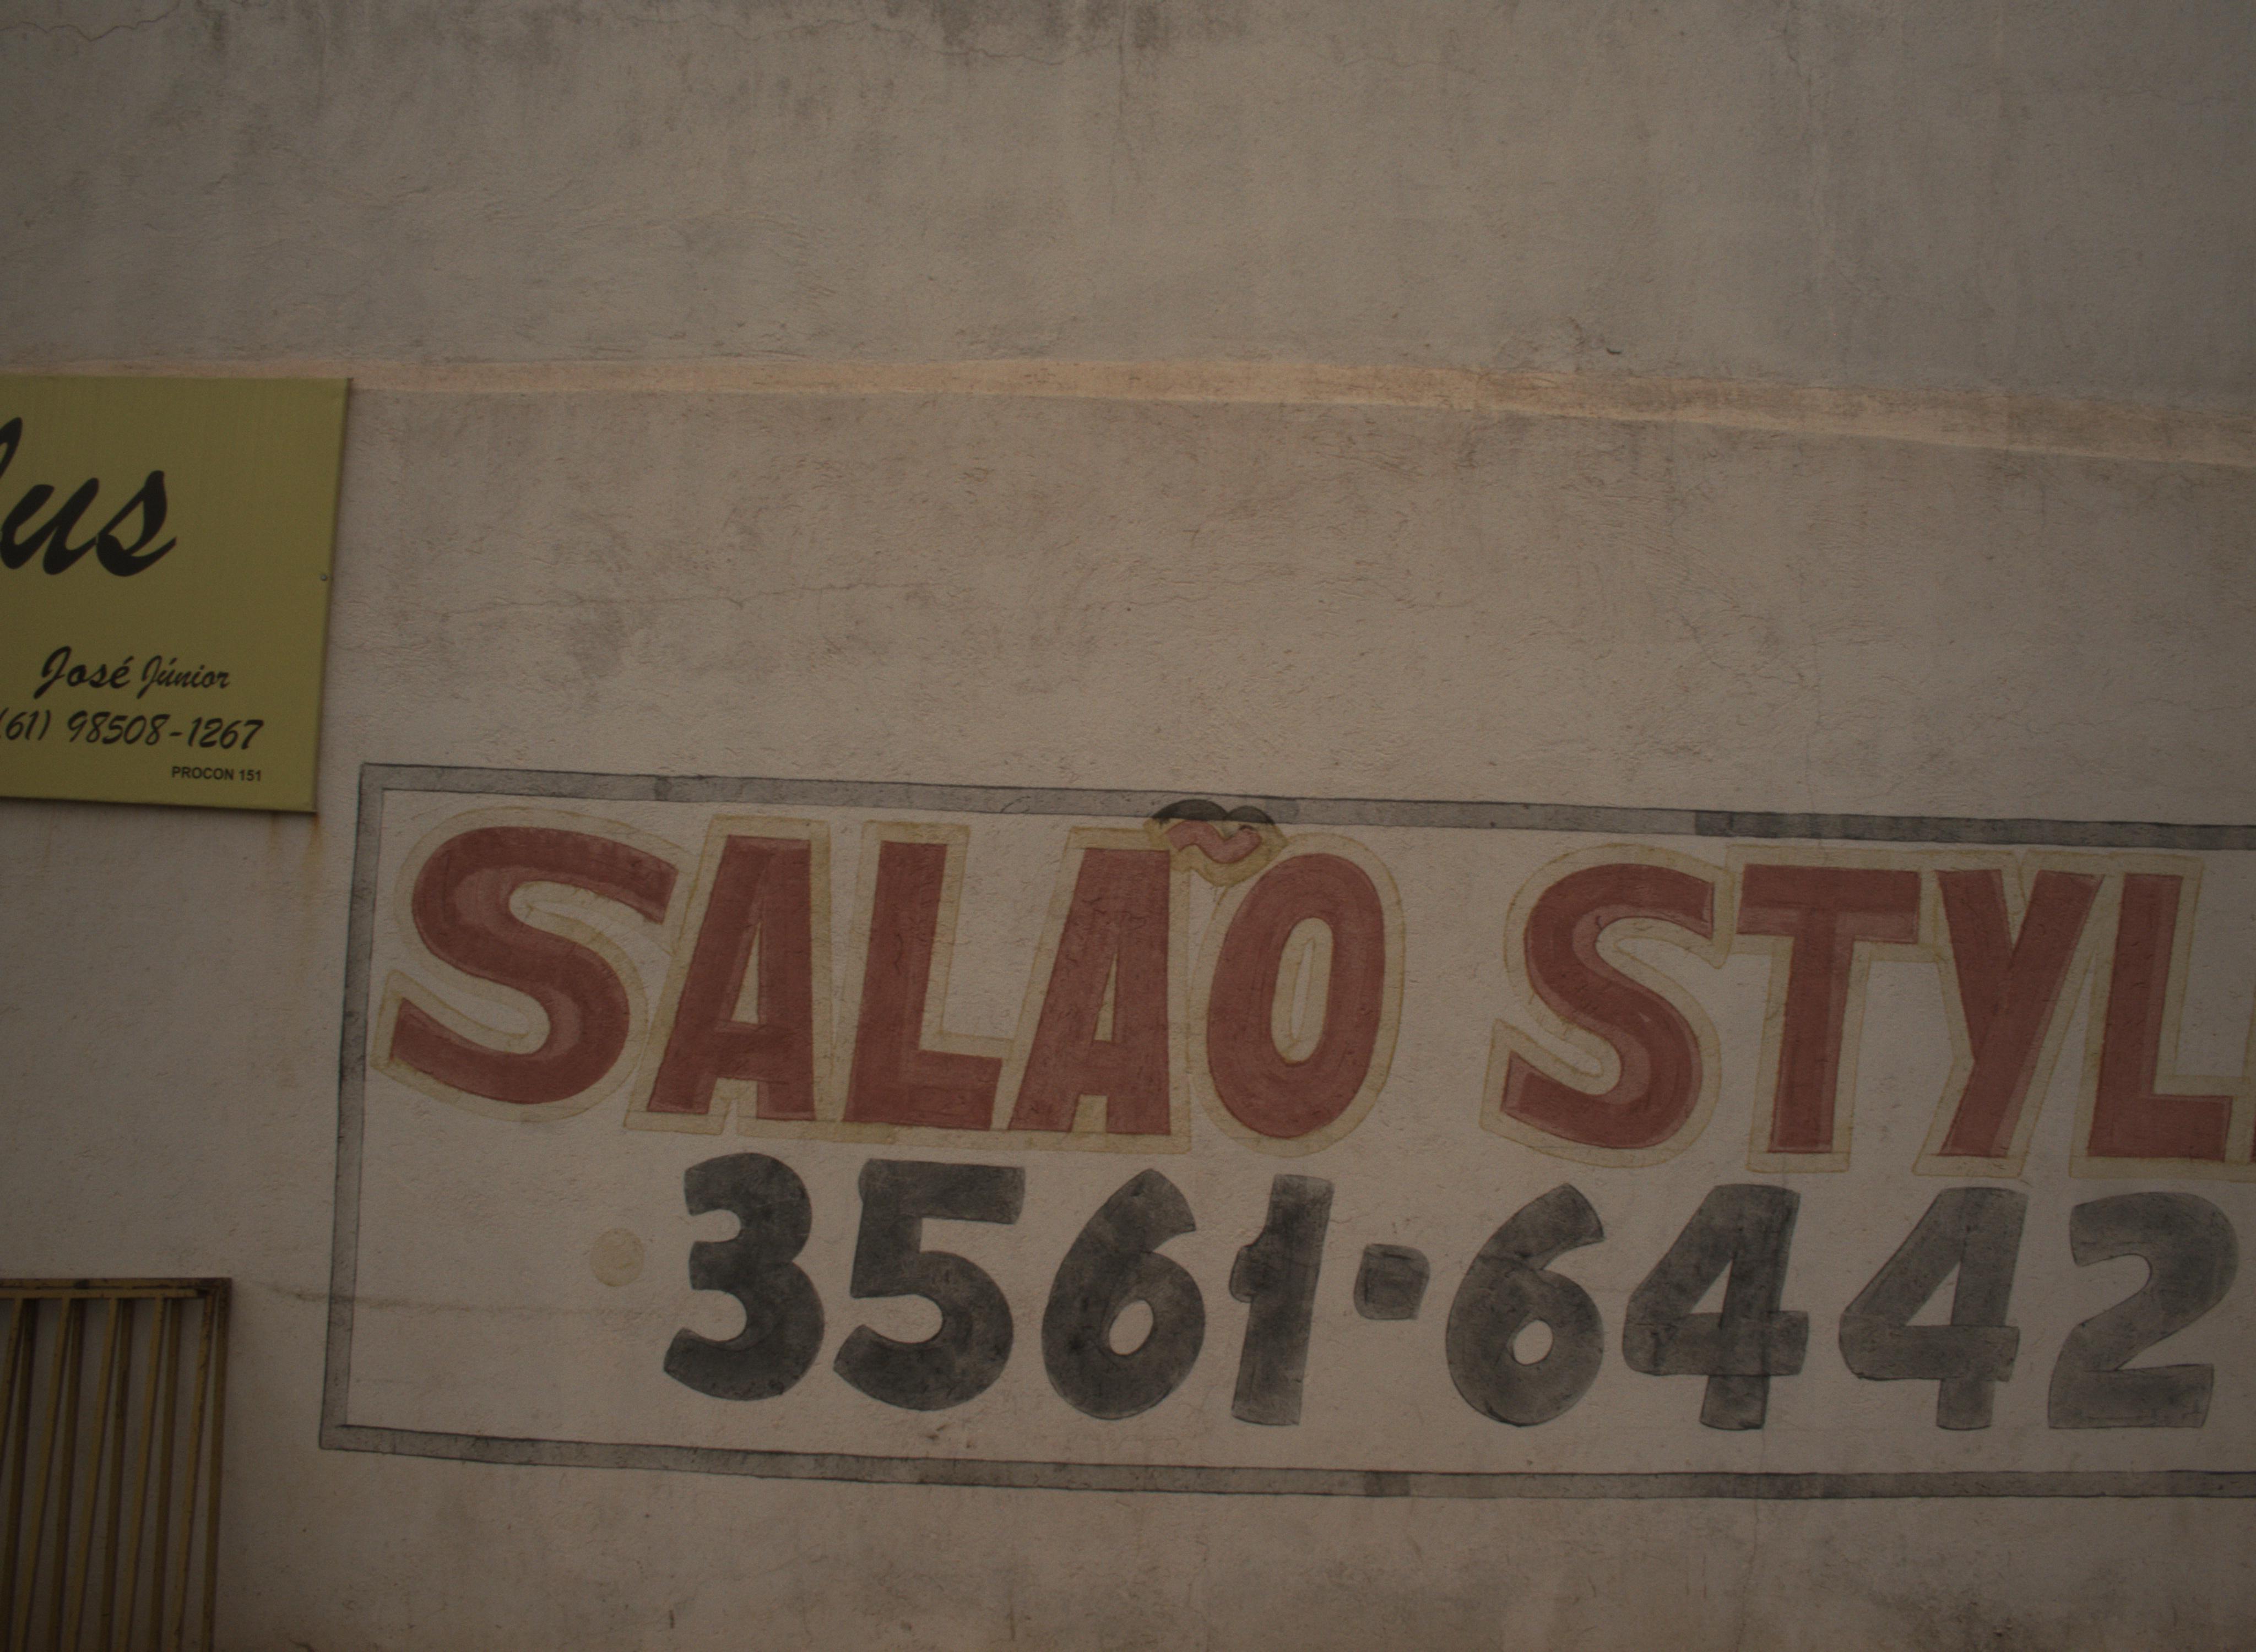 lus
José Júnior
(61) 98508-1267
PROCON 151
SALÃO STYL
3561-6442